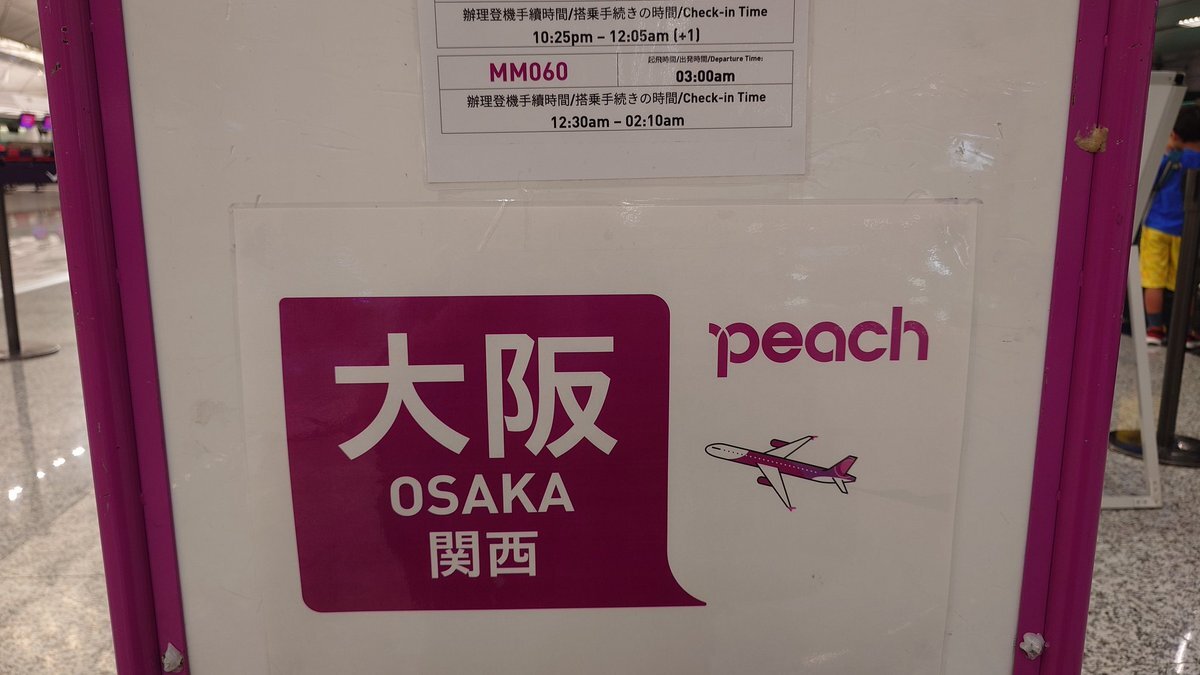 辦理登機手續時間/搭乗手続きの時間/Check-in Time
10:25pm – 12:05am (+1)
MM060
起飛時間/出発時間/Departure Time:
03:00am
辦理登機手續時間/搭乗手続きの時間/Check-in Time
12:30am – 02:10am
大阪
OSAKA
関西
peach